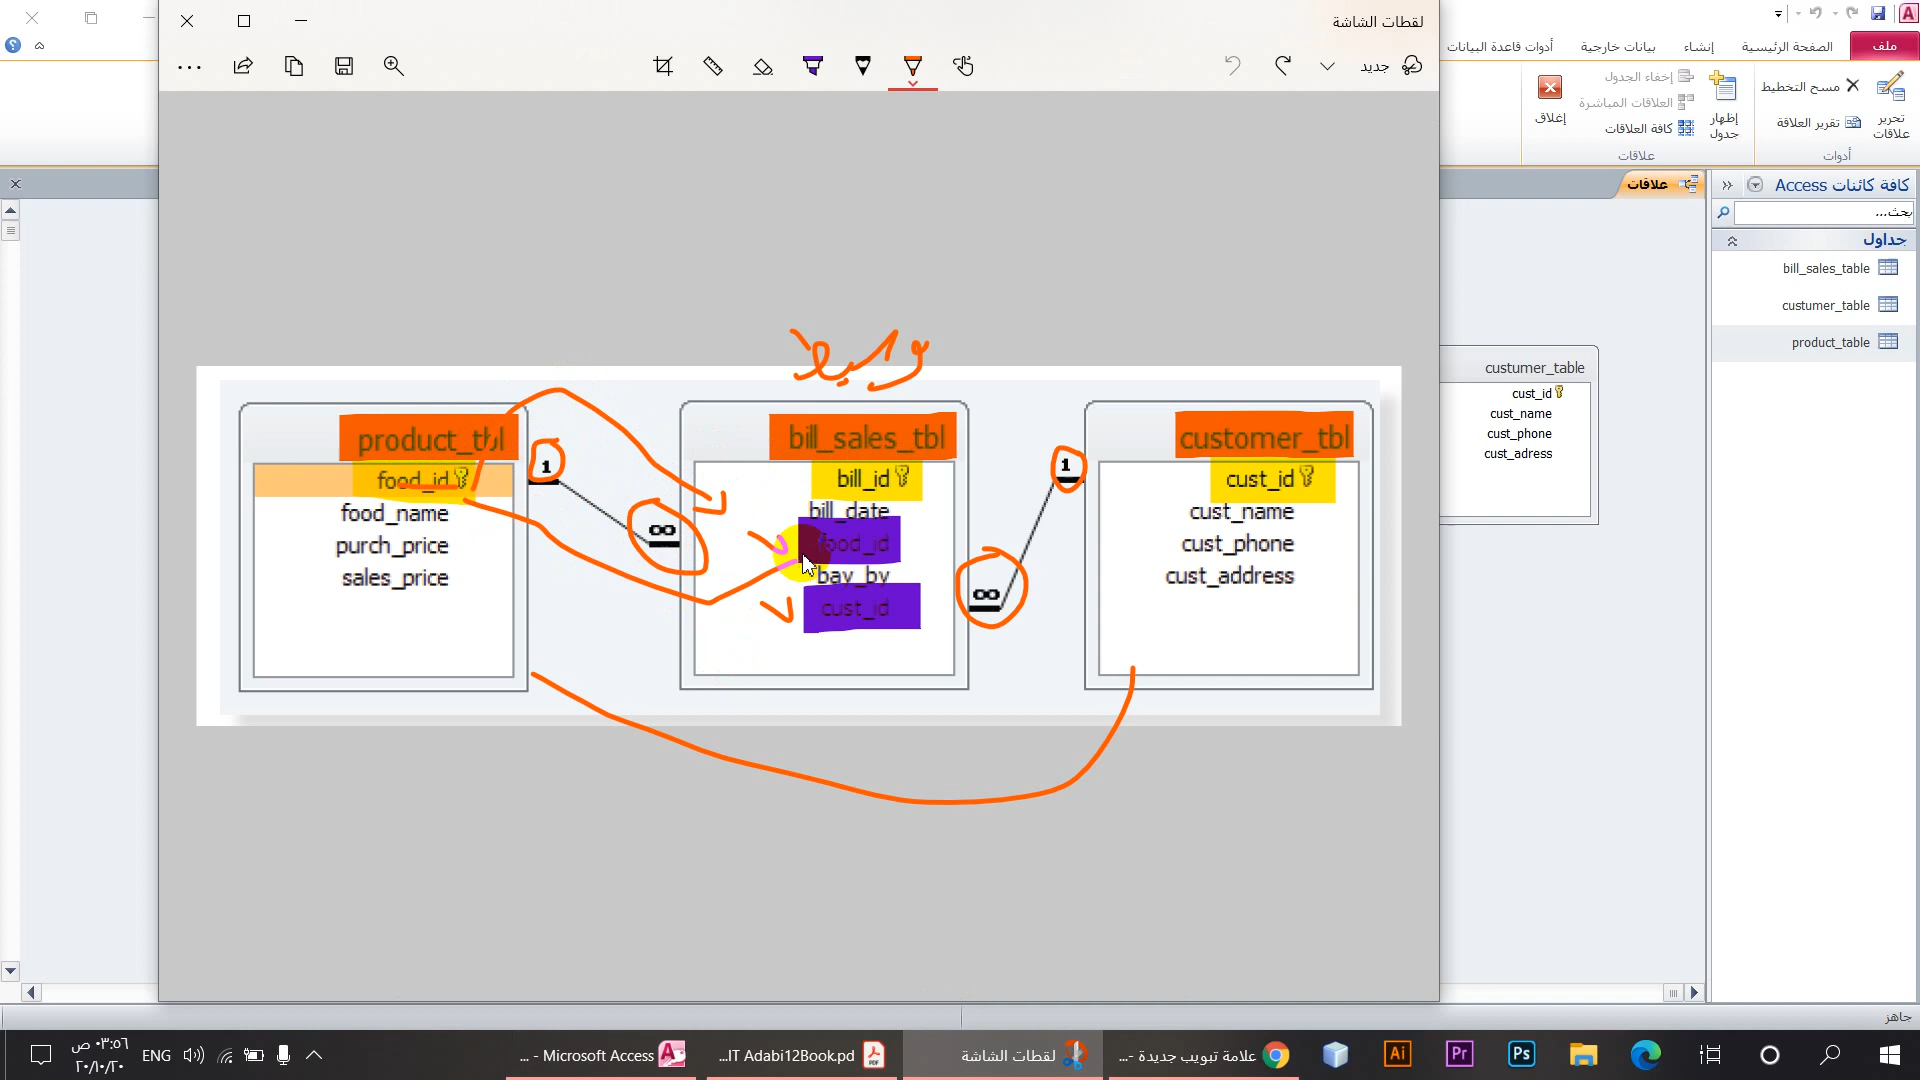 لقطات الشاشة
جديد
ملف
الصفحة الرئيسية
إنشاء
بيانات خارجية
أدوات قاعدة البيانات
تحرير علاقات
مسح التخطيط
تقرير العلاقة
أدوات
إظهار جدول
إخفاء الجدول
العلاقات المباشرة
كافة العلاقات
علاقات
إغلاق
كافة كائنات Access
علاقات
بحث...
جداول
bill_sales_table
custumer_table
product_table
custumer_table
cust_id
cust_name
cust_phone
cust_adress
وسيط
product_tbl
food_id
food_name
purch_price
sales_price
1
∞
bill_sales_tbl
bill_id
bill_date
food_id
bay_by
cust_id
1
∞
customer_tbl
cust_id
cust_name
cust_phone
cust_address
جاهز
٠٣:٥٦ ص
٢٠/١٠/٢٠
ENG
... - Microsoft Access
...IT Adabi12Book.pd
لقطات الشاشة
علامة تبويب جديدة -...
Ai
Pr
Ps